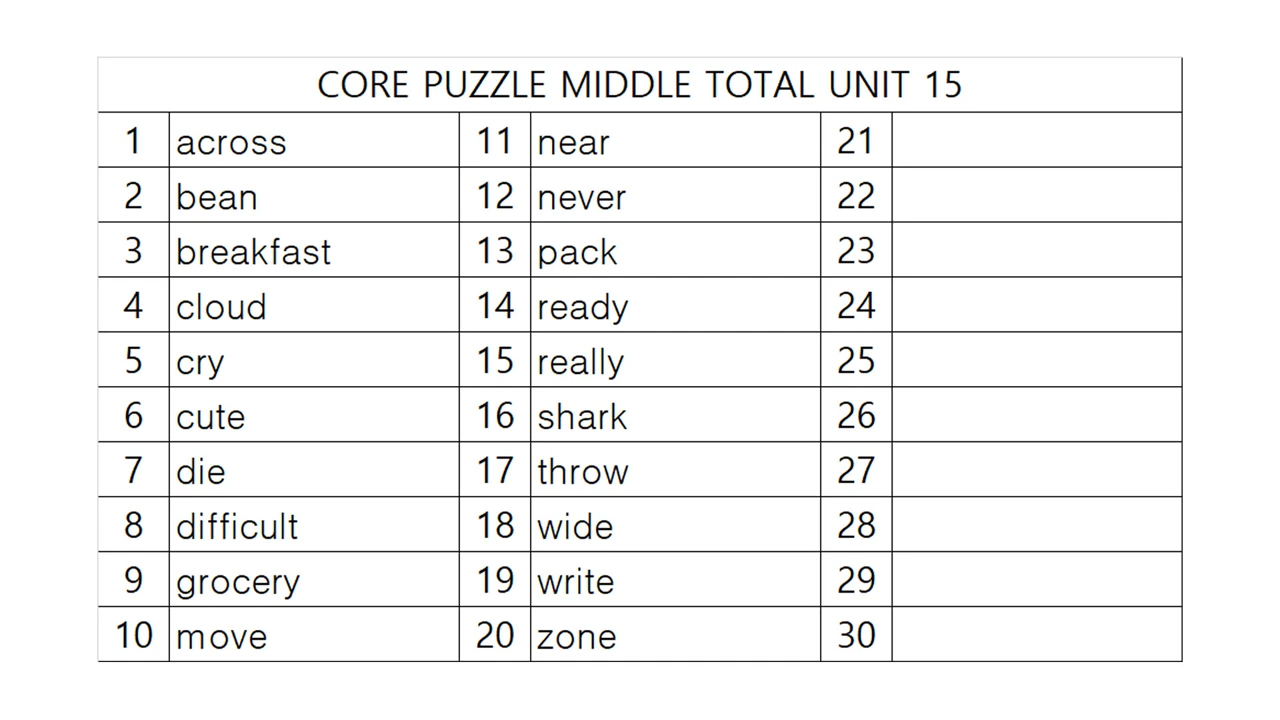 CORE PUZZLE MIDDLE TOTAL UNIT 15
1 across 11 near 21
2 bean 12 never 22
3 breakfast 13 pack 23
4 cloud 14 ready 24
5 cry 15 really 25
6 cute 16 shark 26
7 die 17 throw 27
8 difficult 18 wide 28
9 grocery 19 write 29
10 move 20 zone 30